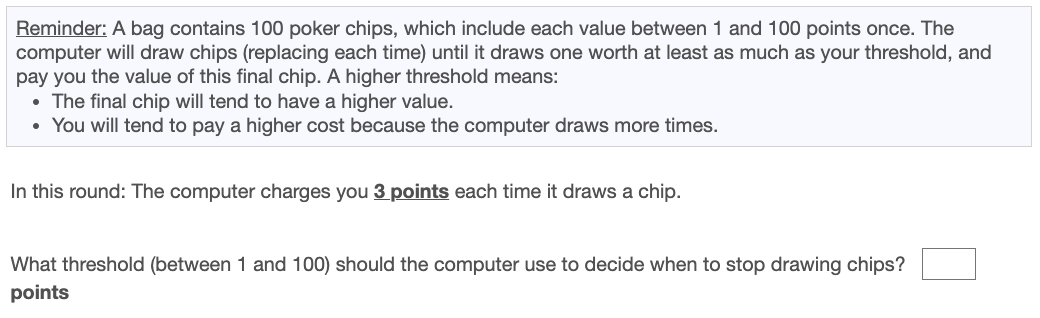 Reminder: A bag contains 100 poker chips, which include each value between 1 and 100 points once. The
computer will draw chips (replacing each time) until it draws one worth at least as much as your threshold, and
pay you the value of this final chip. A higher threshold means:
• The final chip will tend to have a higher value.
• You will tend to pay a higher cost because the computer draws more times.
In this round: The computer charges you 3 points each time it draws a chip.
What threshold (between 1 and 100) should the computer use to decide when to stop drawing chips?
points